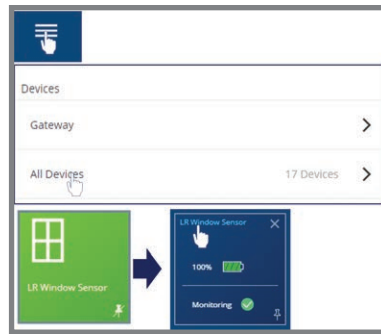 Devices
Gateway
All Devices 17 Devices
LR Window Sensor
LR Window Sensor
100%
Monitoring